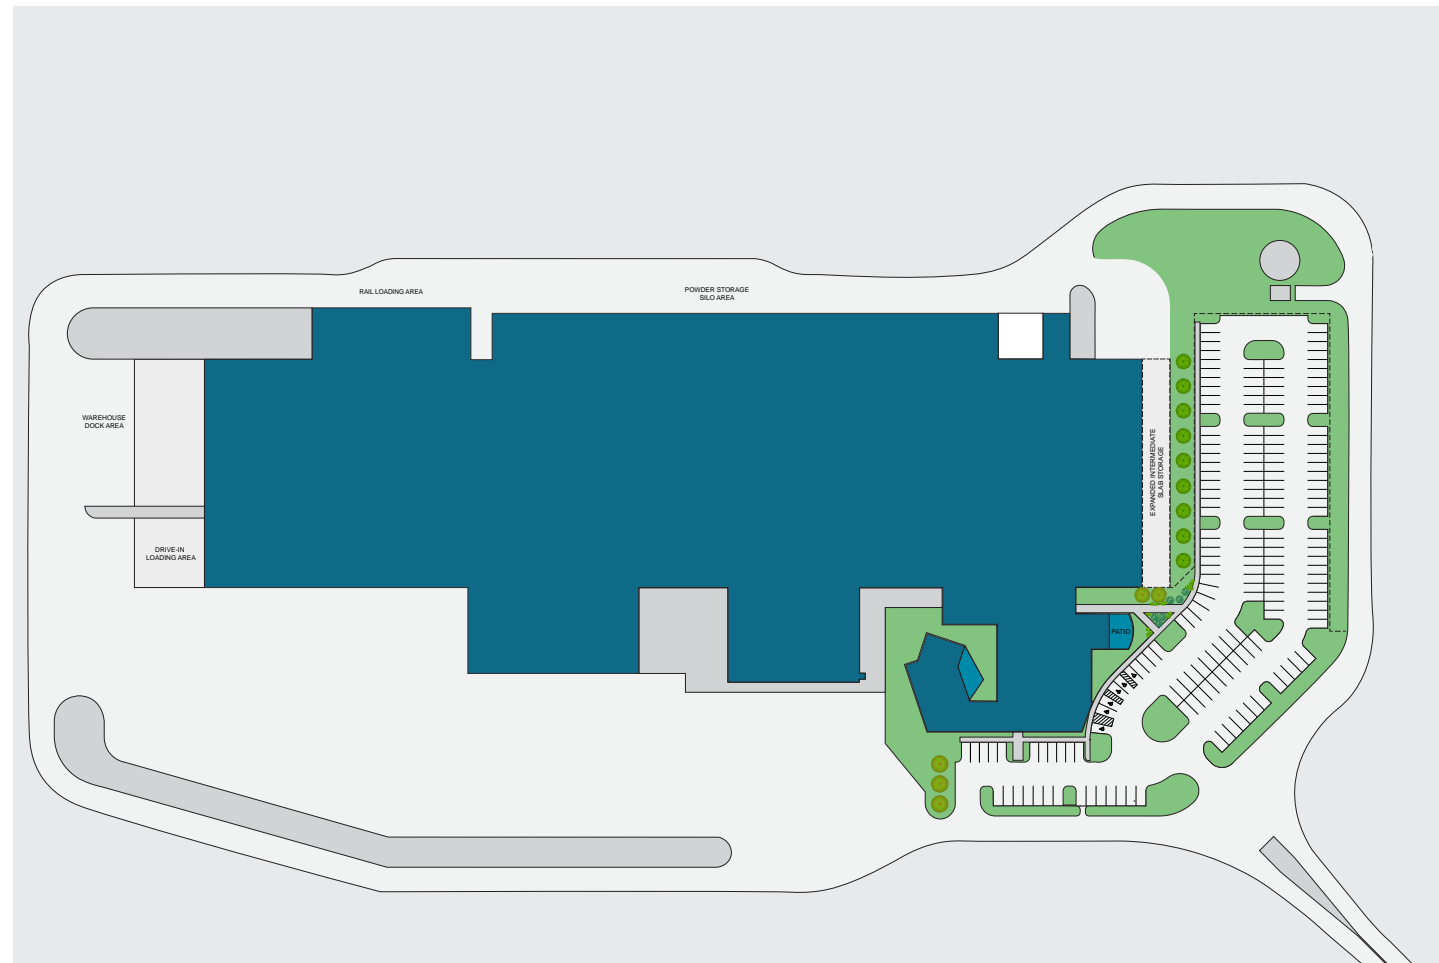 RAIL LOADING AREA
POWDER STORAGE
SILO AREA
WAREHOUSE
DOCK AREA
EXPANDED INTERMEDIATE
SLAB STORAGE
DRIVE-IN
LOADING AREA
PATIO